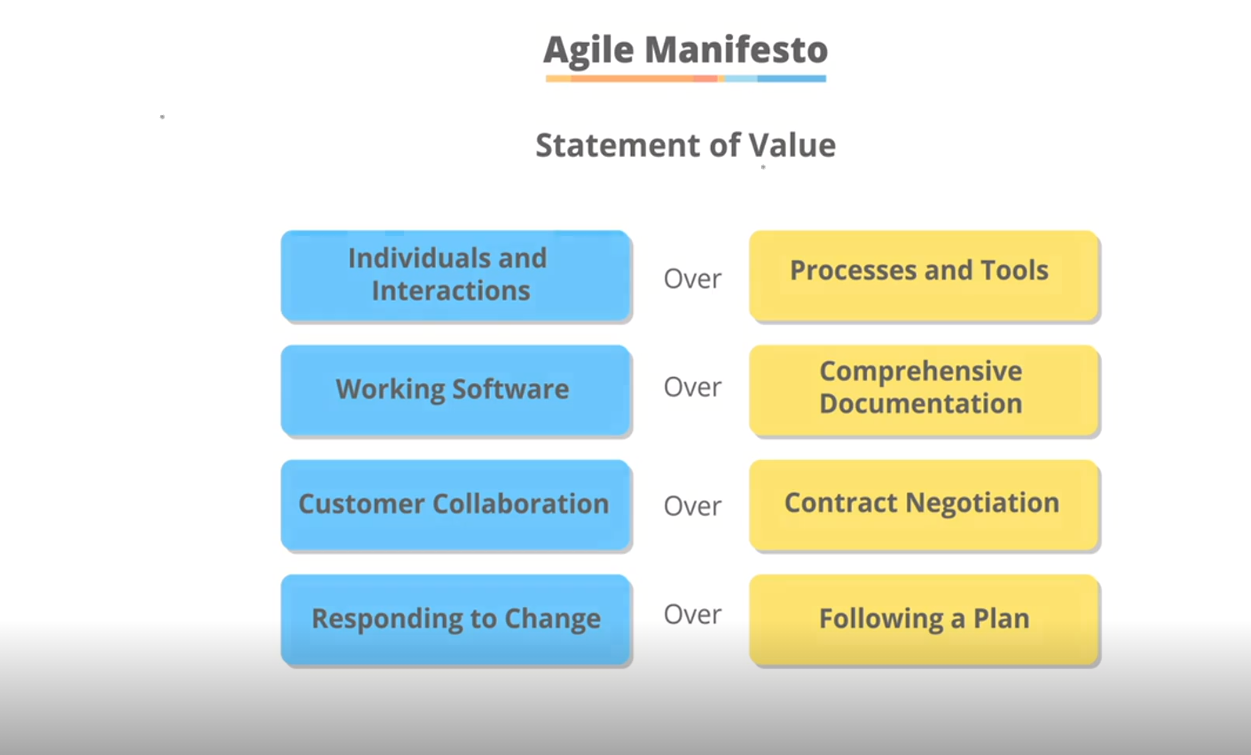 Agile Manifesto
Statement of Value
Individuals and
Interactions
Over
Processes and Tools
Working Software
Over
Comprehensive
Documentation
Customer Collaboration
Over
Contract Negotiation
Responding to Change
Over
Following a Plan